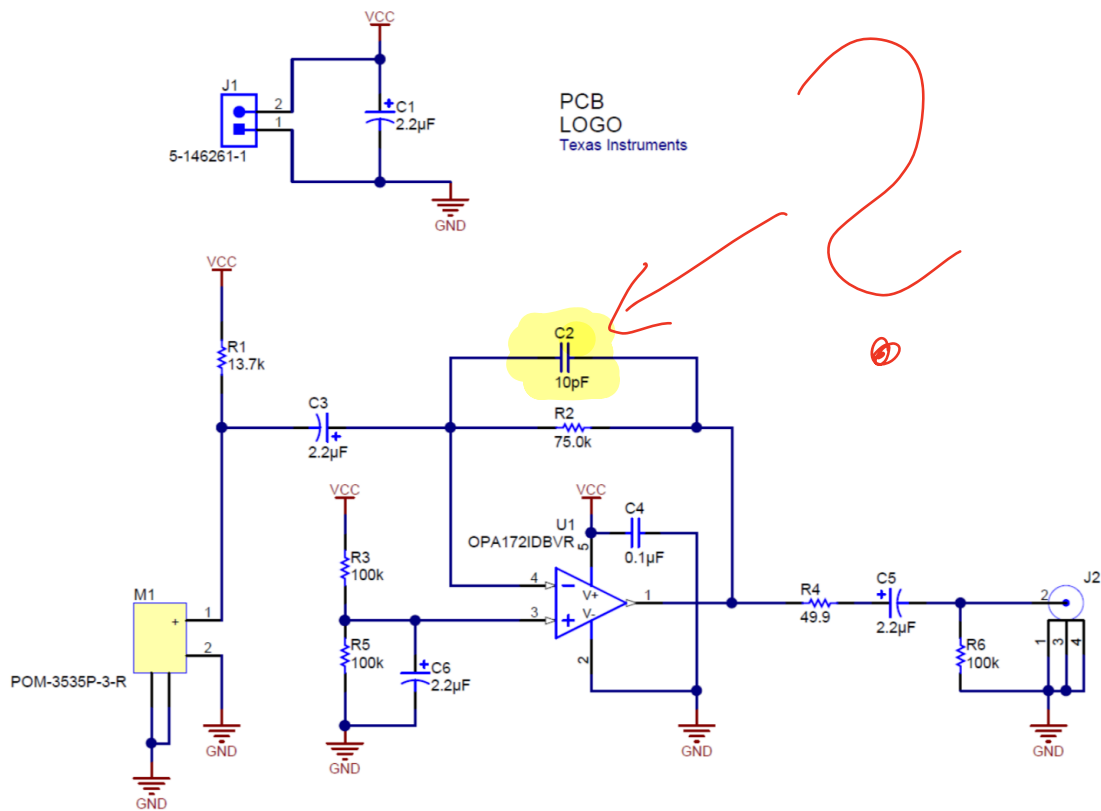 VCC
J1
2
1
5-146261-1
+
C1
2.2µF
GND
PCB
LOGO
Texas Instruments
?
VCC
R1
13.7k
C3
+
2.2µF
C2
10pF
R2
75.0k
VCC
R3
100k
R5
100k
+
C6
2.2µF
GND
VCC
U1
OPA172IDBVR
5
C4
0.1µF
4
3
V+
V-
1
2
GND
M1
+
1
2
POM-3535P-3-R
GND
GND
R4
49.9
C5
+
2.2µF
R6
100k
J2
2
1
3
4
GND